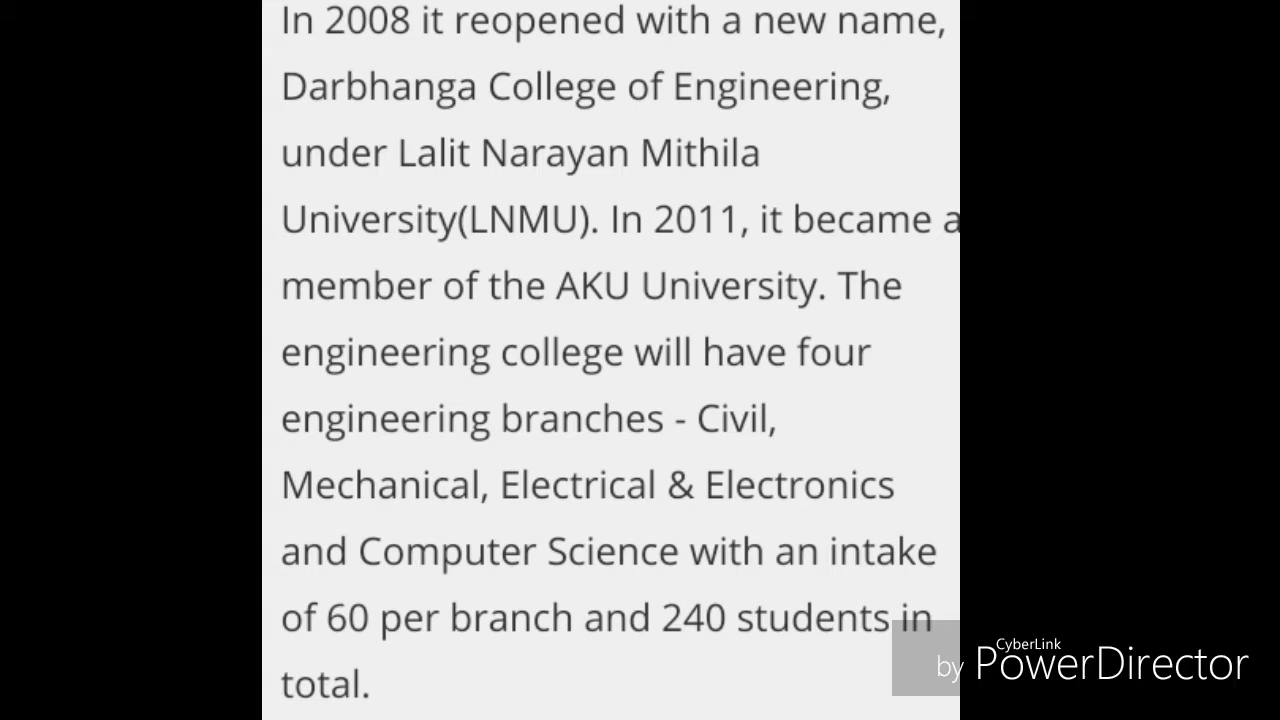 In 2008 it reopened with a new name,
Darbhanga College of Engineering,
under Lalit Narayan Mithila
University(LNMU). In 2011, it became a
member of the AKU University. The
engineering college will have four
engineering branches - Civil,
Mechanical, Electrical & Electronics
and Computer Science with an intake
of 60 per branch and 240 students in
total.
CyberLink
by PowerDirector